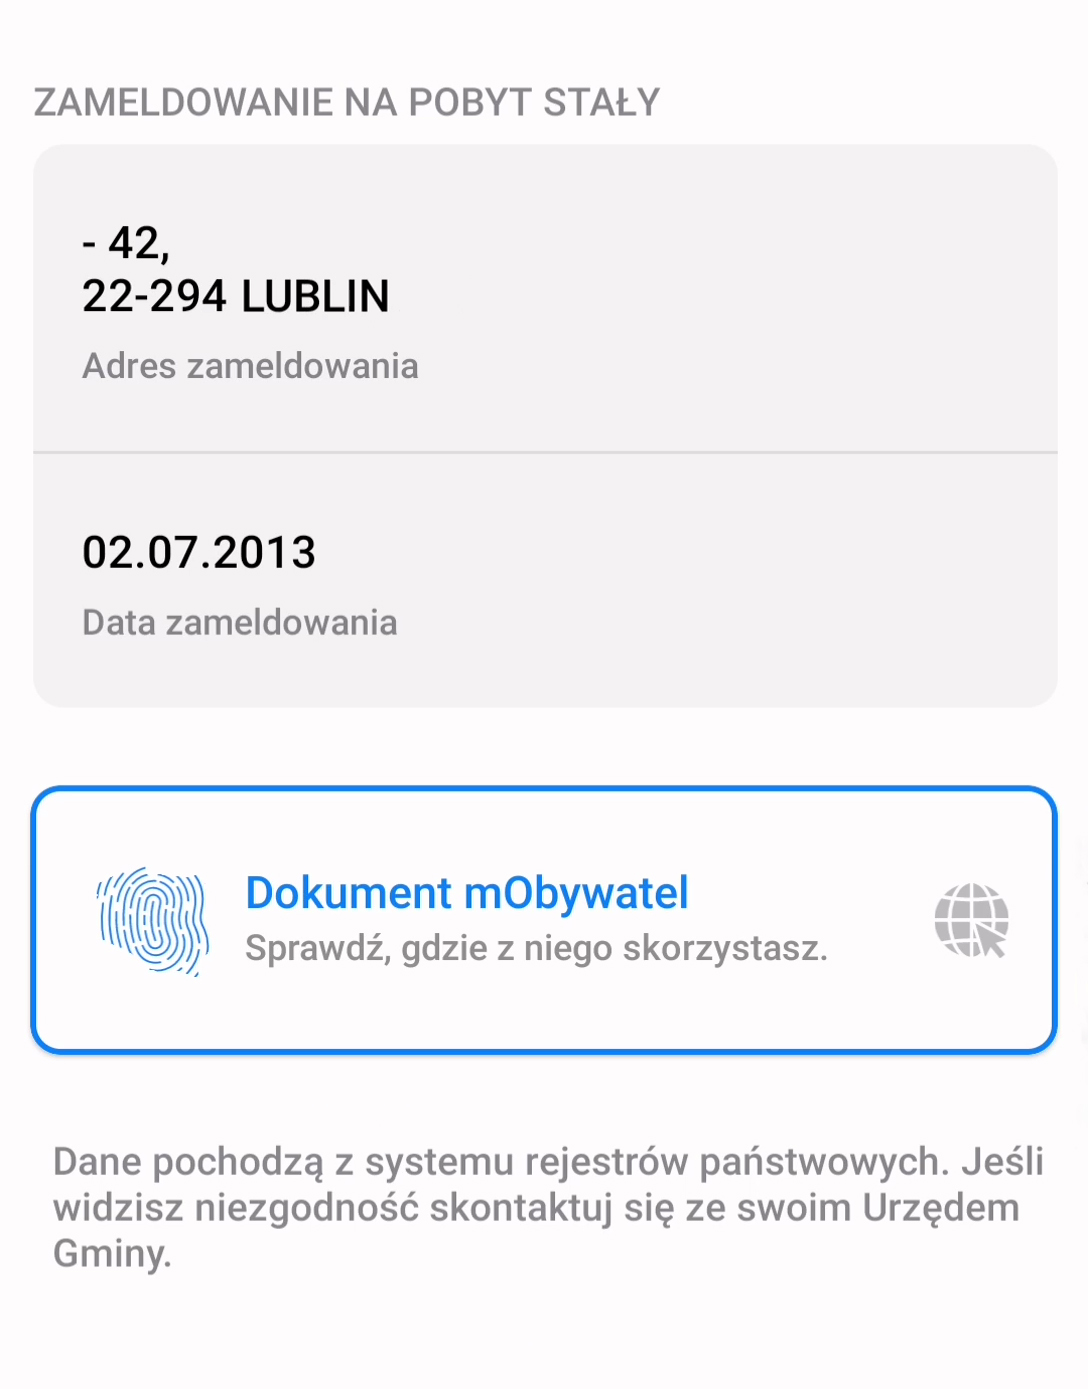 ZAMELDOWANIE NA POBYT STAŁY
- 42,
22-294 LUBLIN
Adres zameldowania
02.07.2013
Data zameldowania
Dokument mObywatel
Sprawdź, gdzie z niego skorzystasz.
Dane pochodzą z systemu rejestrów państwowych. Jeśli
widzisz niezgodność skontaktuj się ze swoim Urzędem
Gminy.